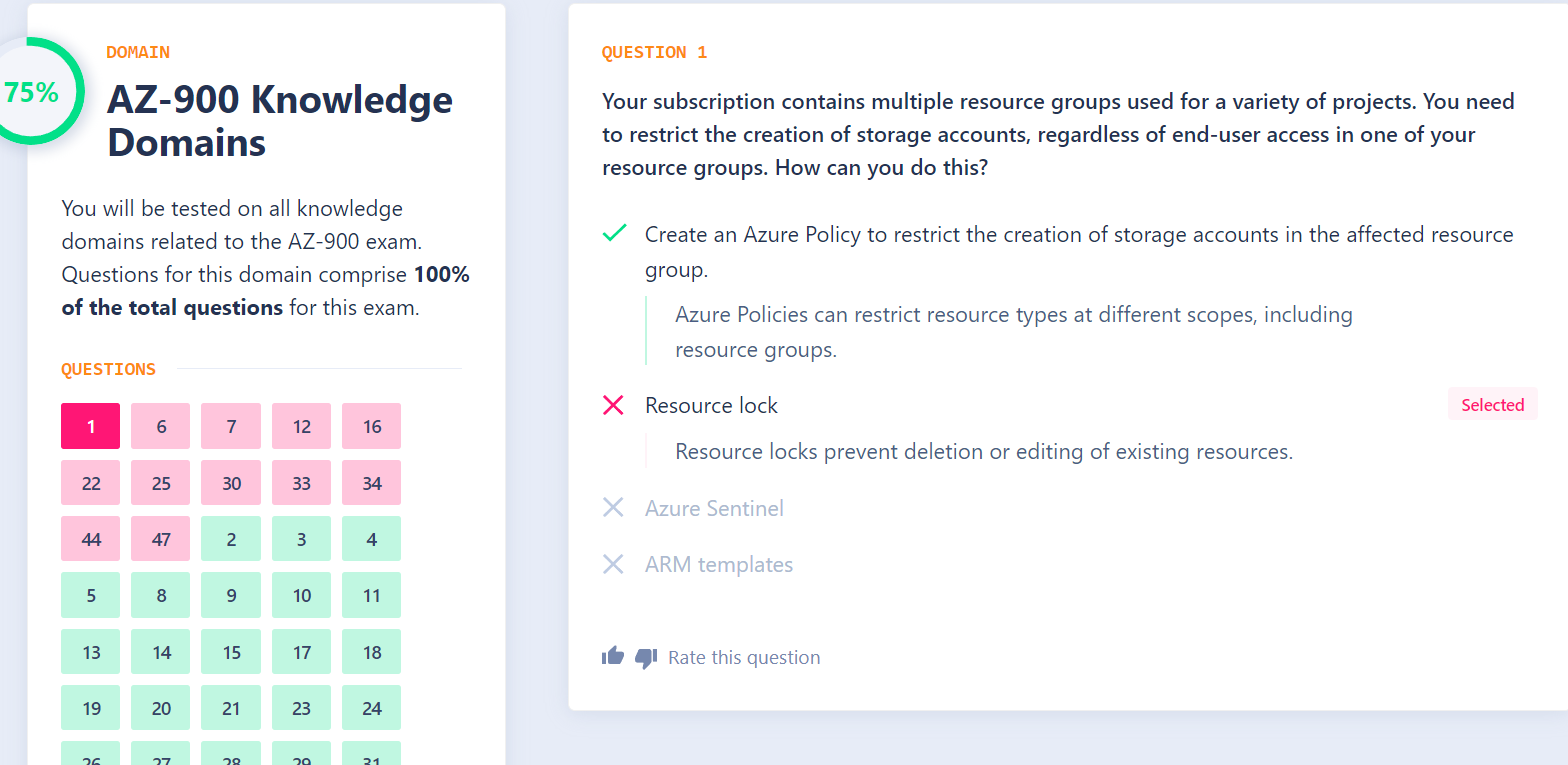 75%
DOMAIN
AZ-900 Knowledge
Domains
You will be tested on all knowledge
domains related to the AZ-900 exam.
Questions for this domain comprise 100%
of the total questions for this exam.
QUESTIONS
1 6 7 12 16
22 25 30 33 34
44 47 2 3 4
5 8 9 10 11
13 14 15 17 18
19 20 21 23 24
26 27 28 29 31
QUESTION 1
Your subscription contains multiple resource groups used for a variety of projects. You need
to restrict the creation of storage accounts, regardless of end-user access in one of your
resource groups. How can you do this?
Create an Azure Policy to restrict the creation of storage accounts in the affected resource
group.
Azure Policies can restrict resource types at different scopes, including
resource groups.
Resource lock
Selected
Resource locks prevent deletion or editing of existing resources.
Azure Sentinel
ARM templates
Rate this question